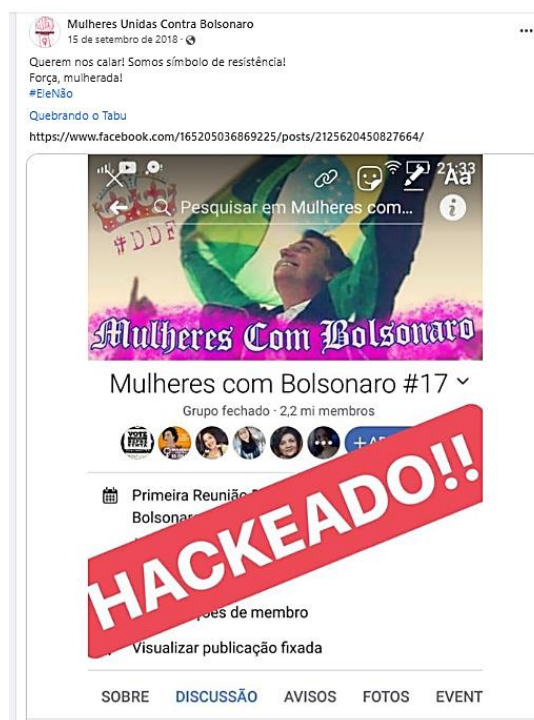 Mulheres Unidas Contra Bolsonaro
15 de setembro de 2018 ·
Querem nos calar! Somos símbolo de resistência!
Força, mulherada!
#EleNão
Quebrando o Tabu
https://www.facebook.com/165205036869225/posts/2125620450827664/
21:33
Aa
Pesquisar em Mulheres com...
#DDF
Mulheres Com Bolsonaro
Mulheres com Bolsonaro #17
Grupo fechado · 2,2 mi membros
Primeira Reunião
HACKEADO!!
de membro
Visualizar publicação fixada
SOBRE DISCUSSÃO AVISOS FOTOS EVENT